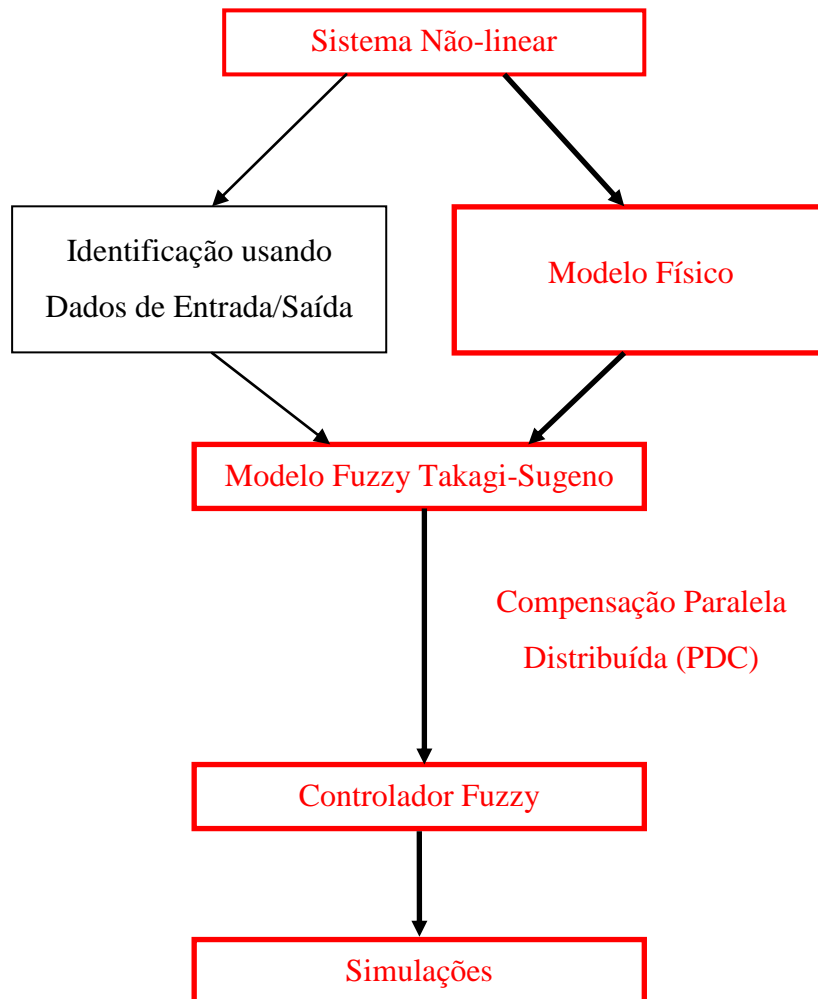 Sistema Não-linear
Identificação usando
Dados de Entrada/Saída
Modelo Físico
Modelo Fuzzy Takagi-Sugeno
Compensação Paralela
Distribuída (PDC)
Controlador Fuzzy
Simulações